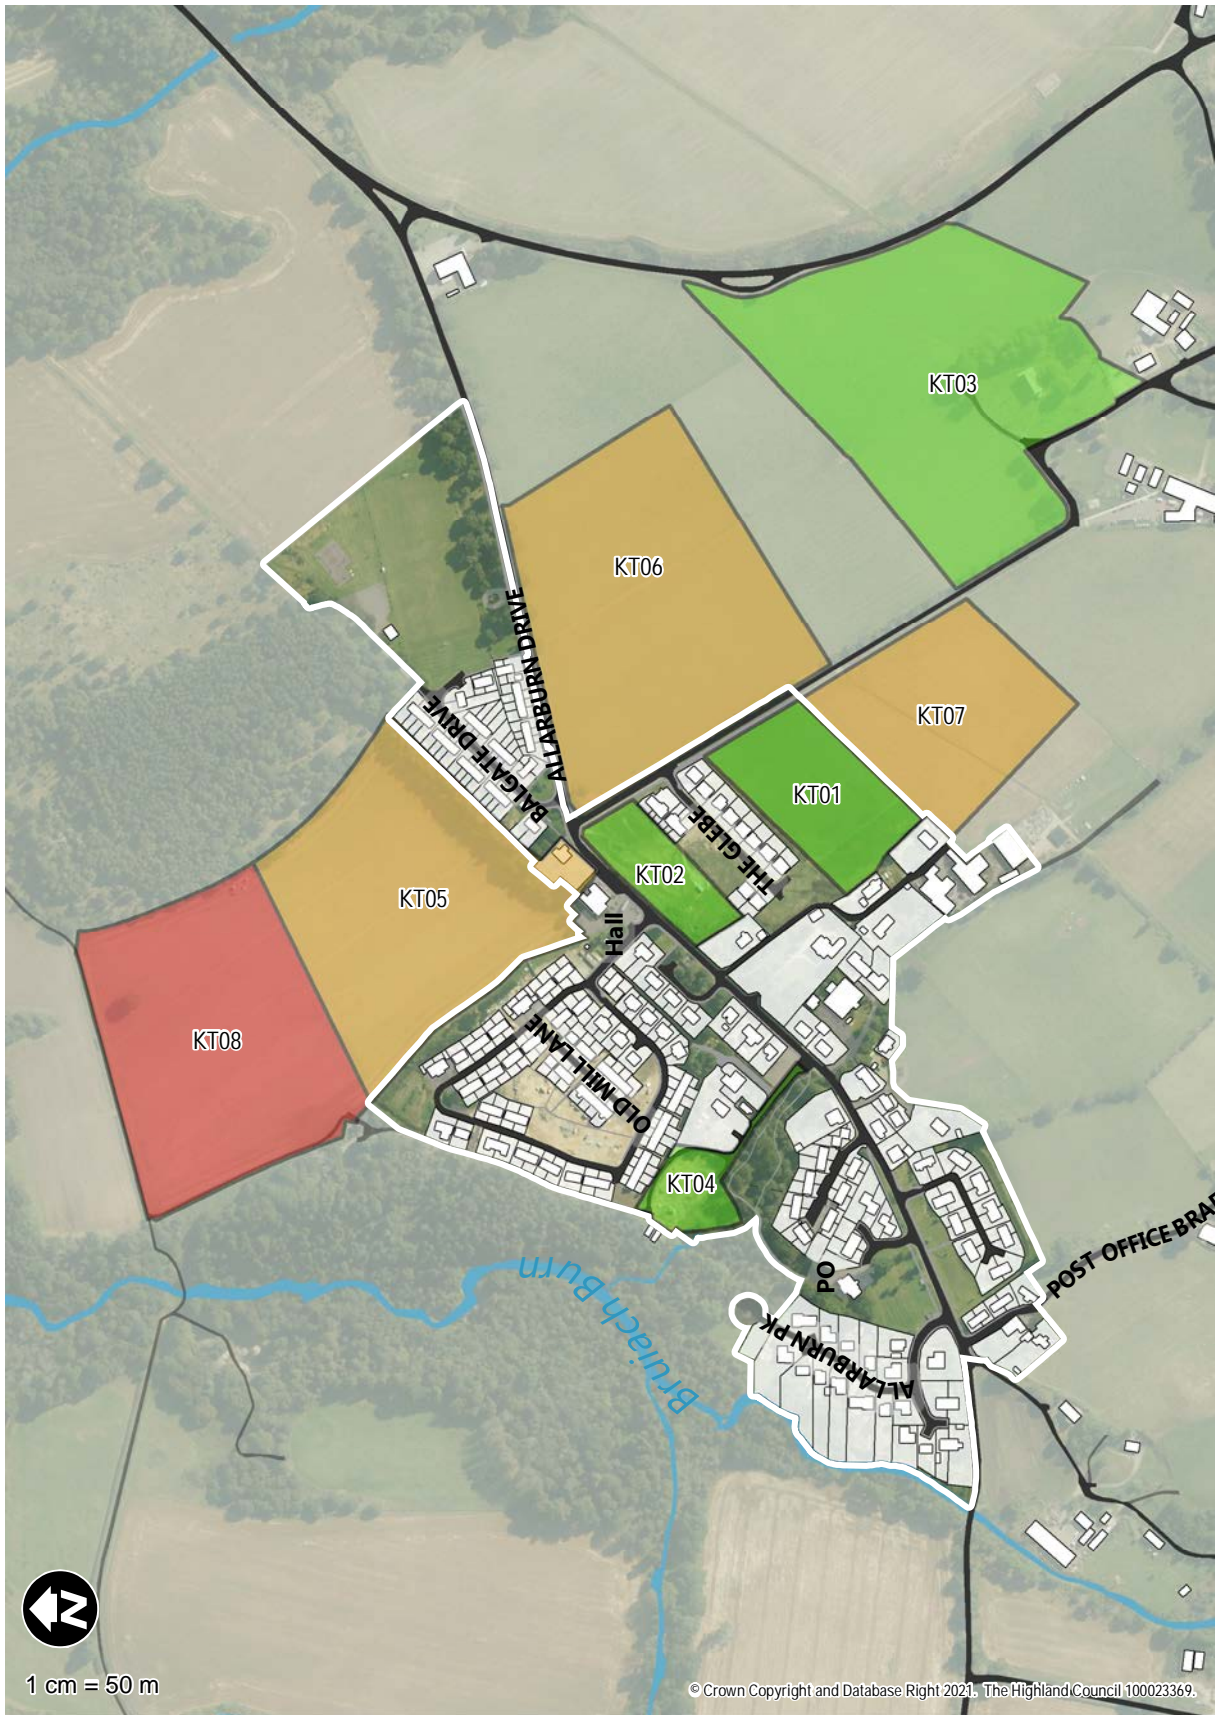 KT03
KT06
KT07
ALLARBURN DRIVE
BALGATE DRIVE
KT01
THE GLEBE
KT02
KT05
Hall
KT08
OLD MILL LANE
KT04
POST OFFICE BRAE
PO
Bruiach Burn
ALLARBURN PK
N
1 cm = 50 m
© Crown Copyright and Database Right 2021. The Highland Council 100023369.